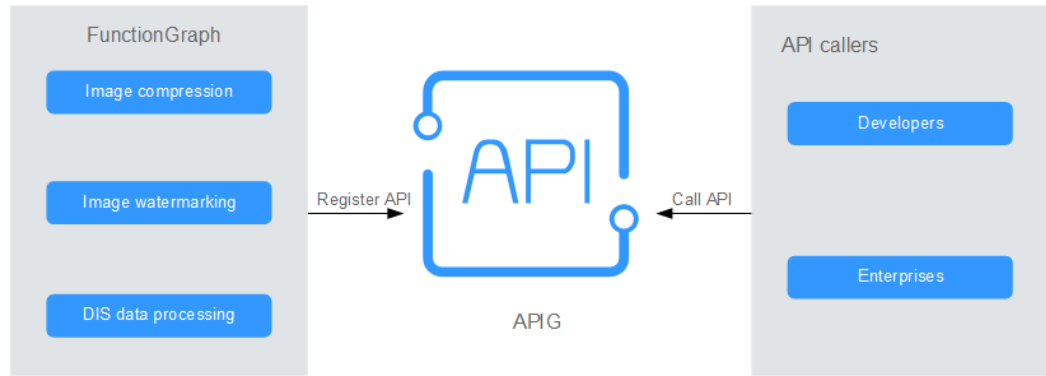 FunctionGraph
Image compression
Image watermarking
DIS data processing
Register API
API
APIG
Call API
API callers
Developers
Enterprises